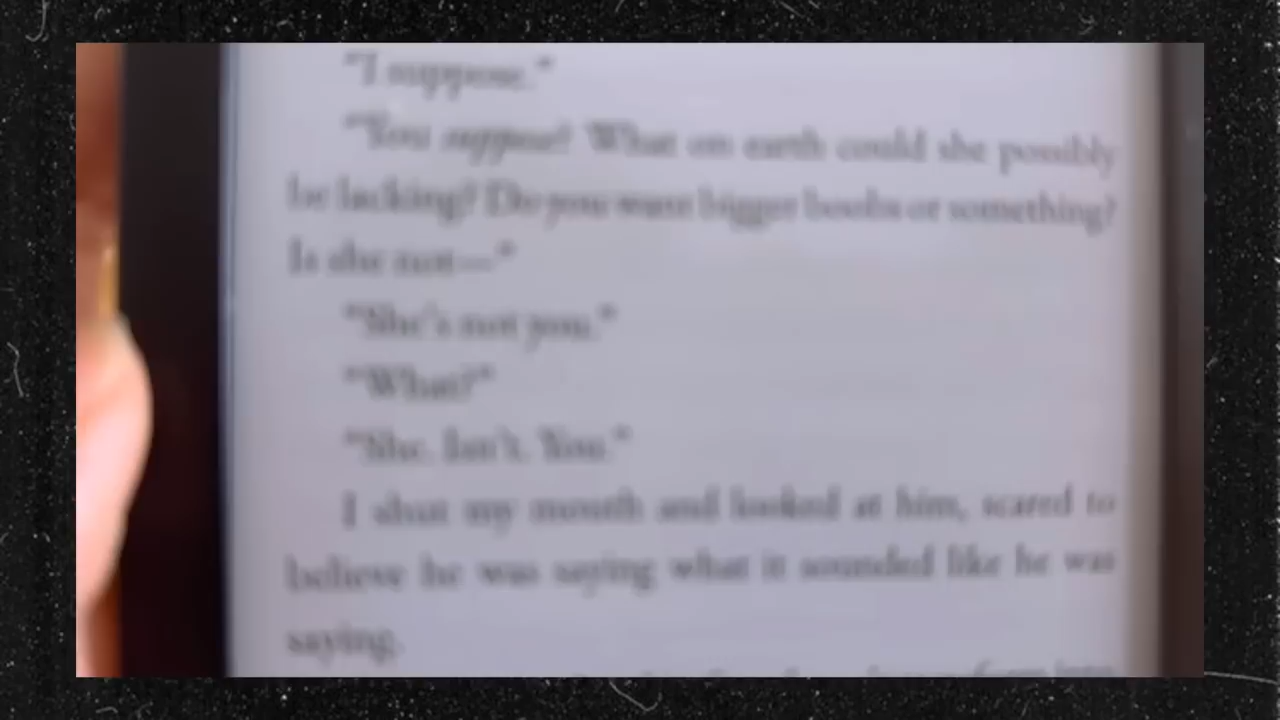 "I suppose."
"You suppose? What on earth could she possibly
be lacking? Do you want bigger boobs or something?
Is she not—"
"She's not you."
"What?"
"She. Isn't. You."
I shut my mouth and looked at him, scared to
believe he was saying what it sounded like he was
saying.